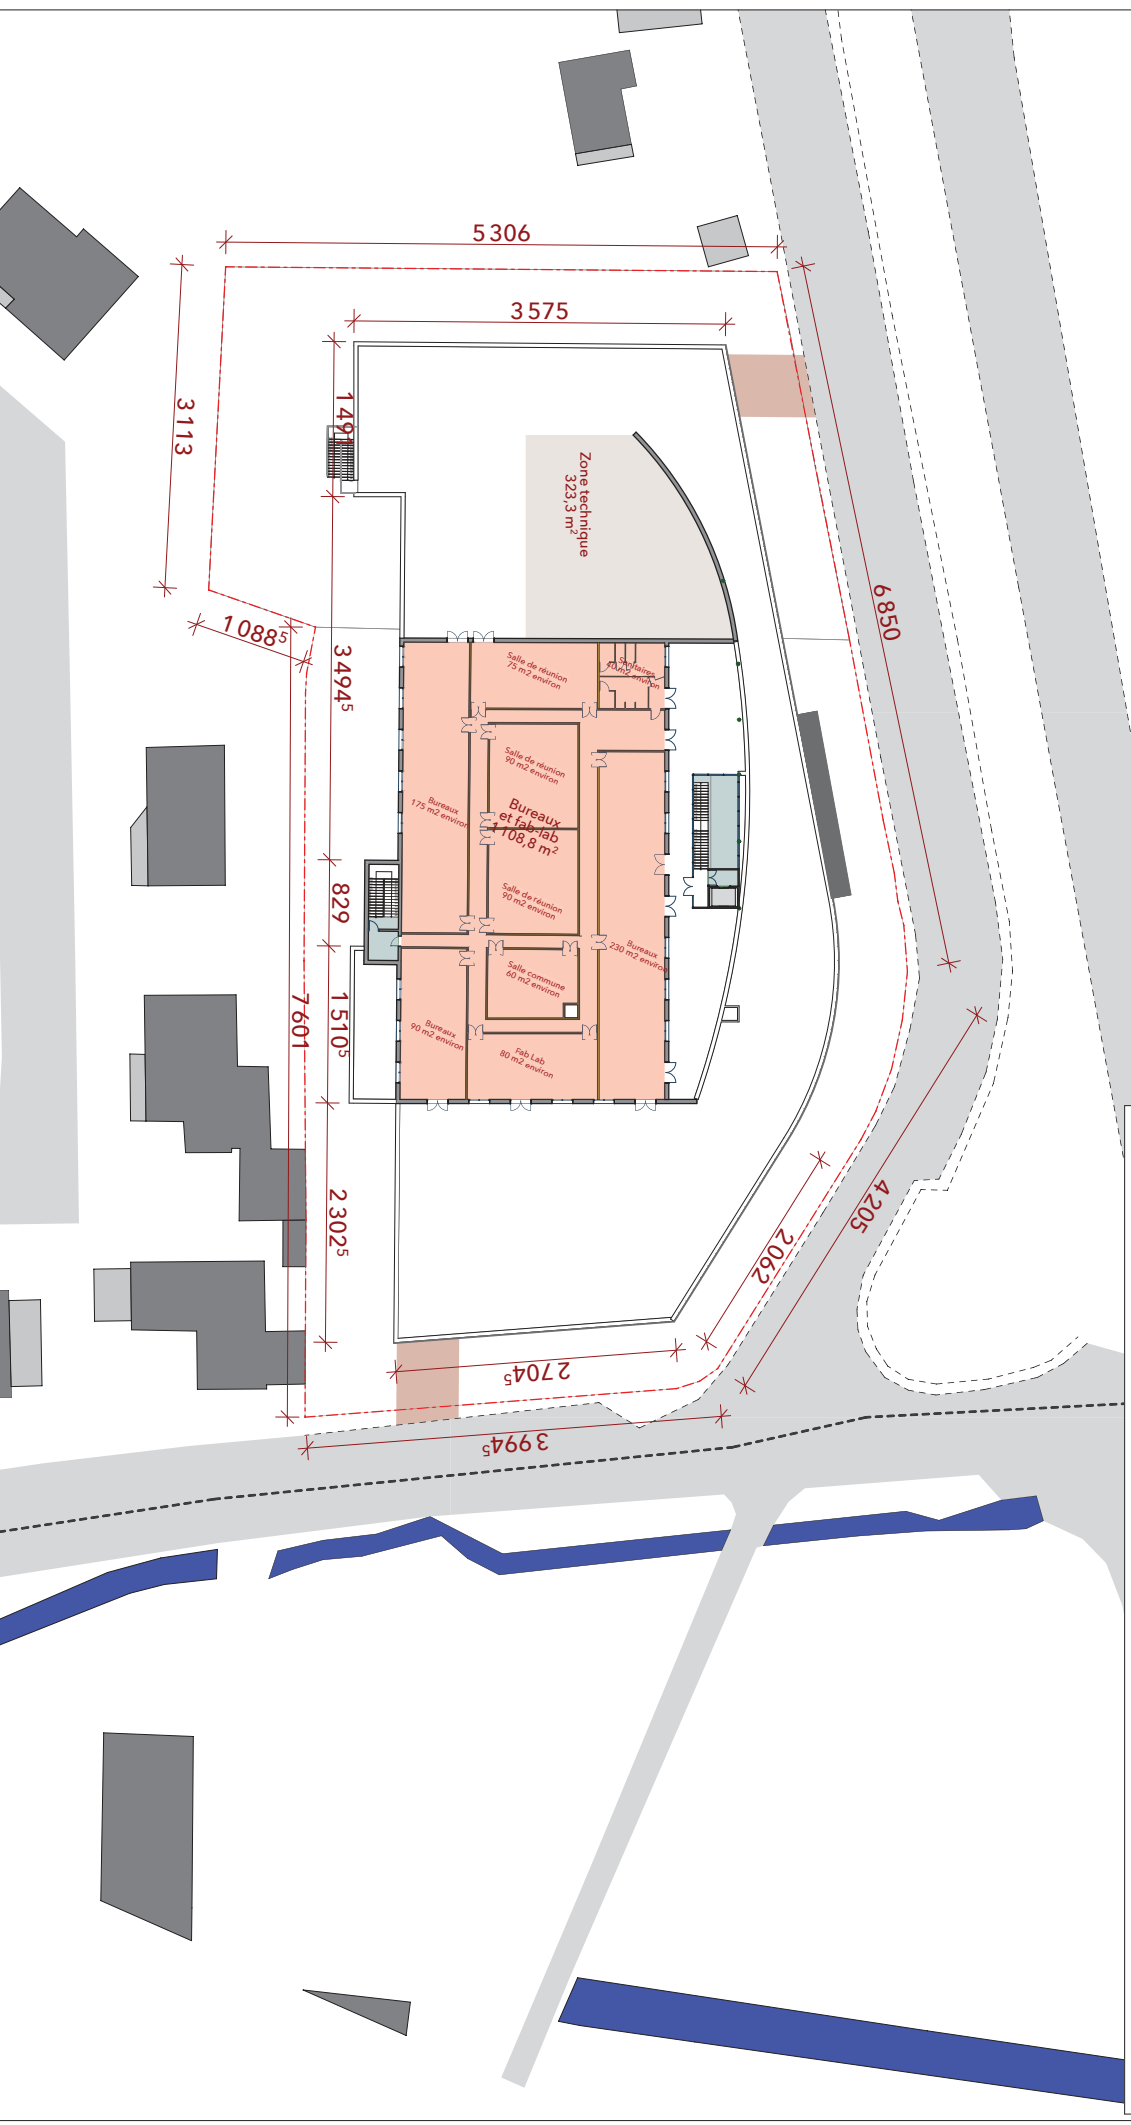 5 306
3 575
3 113
1 491
Zone technique
323,3 m²
6 850
1 088⁵
3 494⁵
Salle de réunion
75 m2 environ
Sanitaires
Salle de réunion
90 m2 environ
Bureaux
175 m2 environ
Bureaux
et fab-lab
1 108,8 m²
Salle de réunion
90 m2 environ
829
Bureaux
230 m2 environ
Salle commune
60 m2 environ
7 601
1 510⁵
Bureaux
90 m2 environ
Fab Lab
80 m2 environ
4 205
2 302⁵
2 062
2 704⁵
3 994⁵